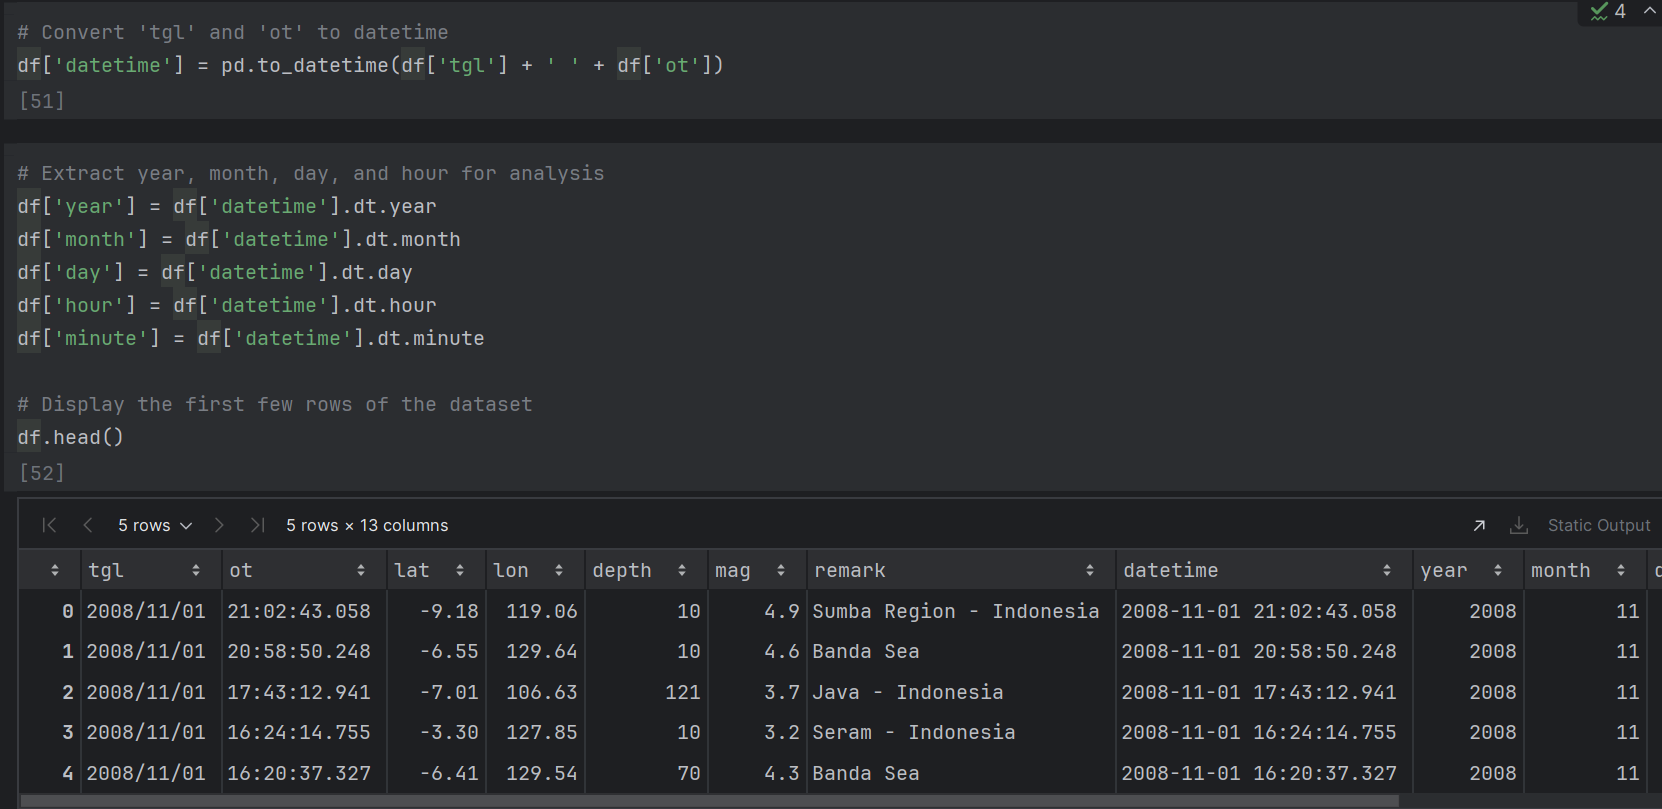 4
# Convert 'tgl' and 'ot' to datetime
df['datetime'] = pd.to_datetime(df['tgl'] + ' ' + df['ot'])
[51]
# Extract year, month, day, and hour for analysis
df['year'] = df['datetime'].dt.year
df['month'] = df['datetime'].dt.month
df['day'] = df['datetime'].dt.day
df['hour'] = df['datetime'].dt.hour
df['minute'] = df['datetime'].dt.minute
# Display the first few rows of the dataset
df.head()
[52]
5 rows 5 rows × 13 columns Static Output
tgl ot lat lon depth mag remark datetime year month
0 2008/11/01 21:02:43.058 -9.18 119.06 10 4.9 Sumba Region - Indonesia 2008-11-01 21:02:43.058 2008 11
1 2008/11/01 20:58:50.248 -6.55 129.64 10 4.6 Banda Sea 2008-11-01 20:58:50.248 2008 11
2 2008/11/01 17:43:12.941 -7.01 106.63 121 3.7 Java - Indonesia 2008-11-01 17:43:12.941 2008 11
3 2008/11/01 16:24:14.755 -3.30 127.85 10 3.2 Seram - Indonesia 2008-11-01 16:24:14.755 2008 11
4 2008/11/01 16:20:37.327 -6.41 129.54 70 4.3 Banda Sea 2008-11-01 16:20:37.327 2008 11